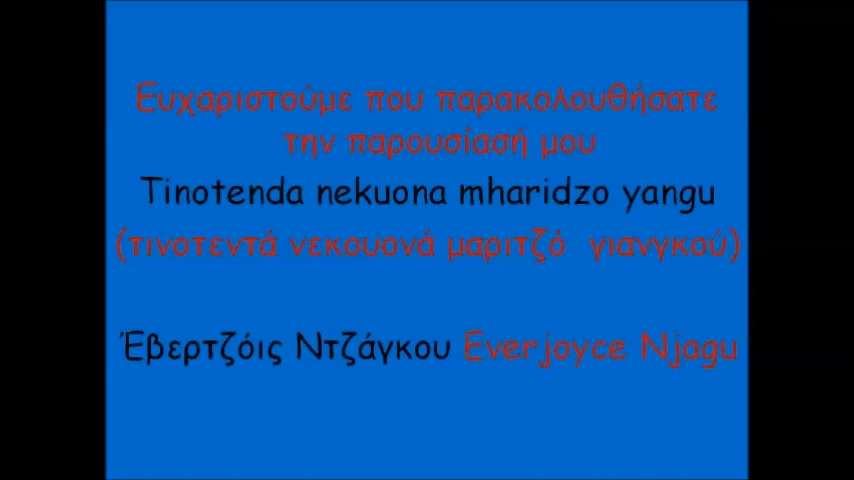 Ευχαριστούμε που παρακολουθήσατε
την παρουσίασή μου
Tinotenda nekuona mharidzo yangu
(τινοτεντά νεκουονά μαριτζό γιανγκού)
Έβερτζόις Ντζάγκου Everjoyce Njagu